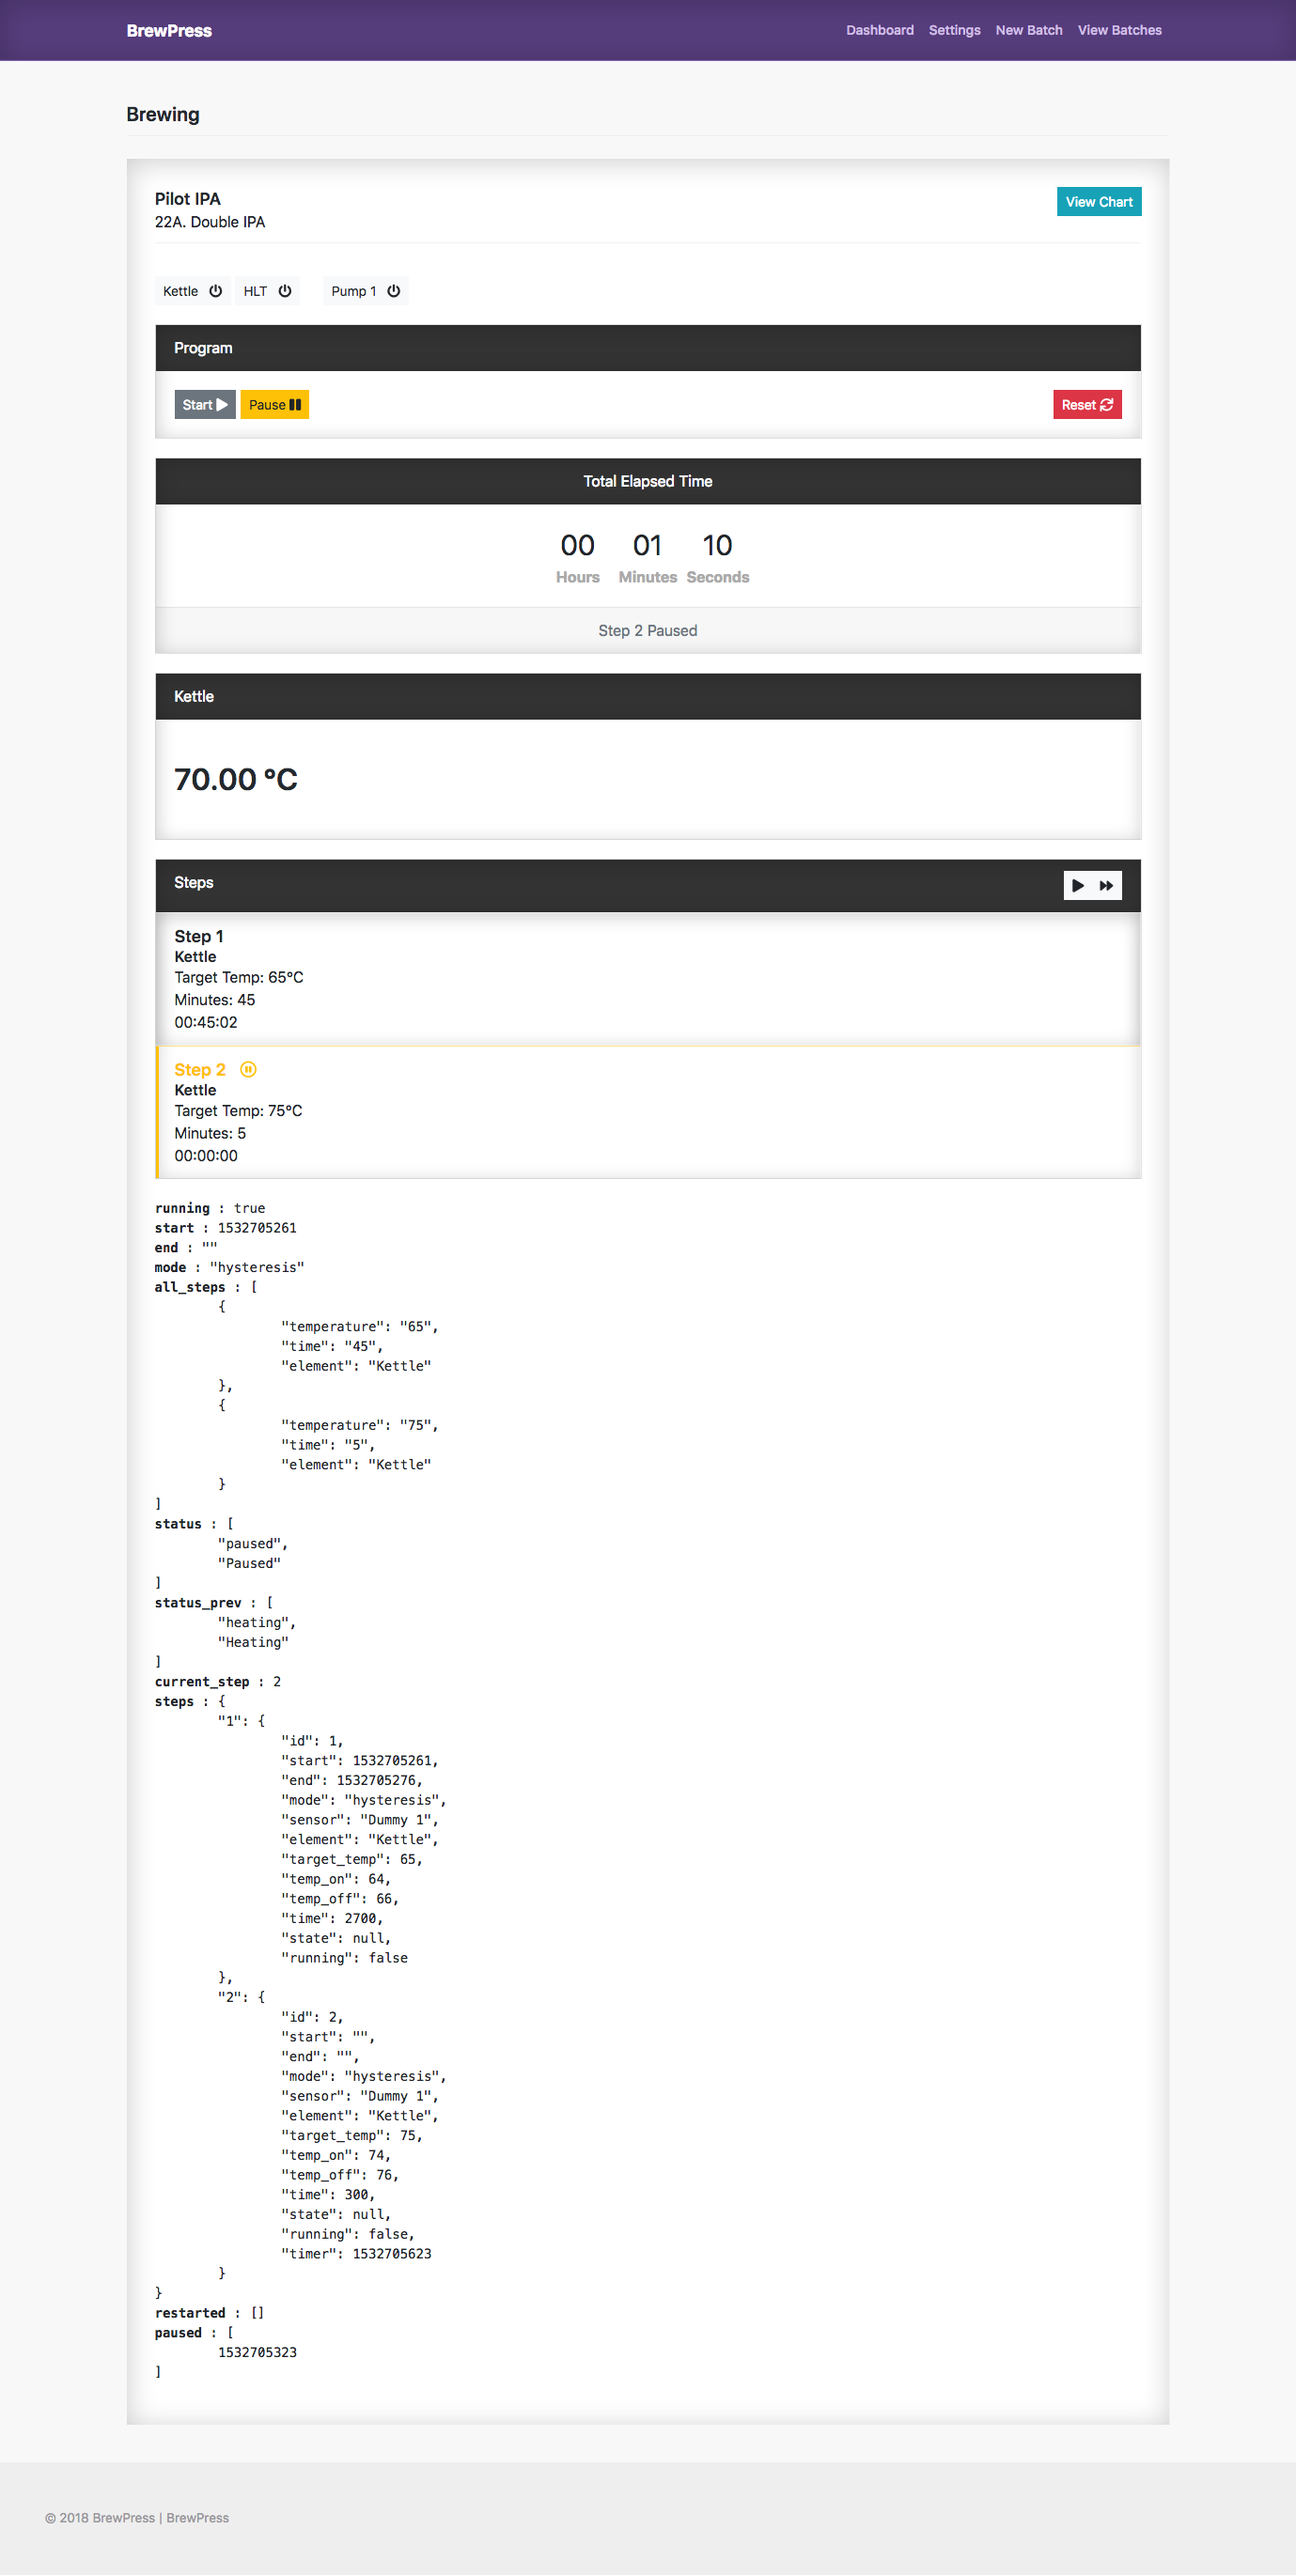 BrewPress
Dashboard Settings New Batch View Batches
Brewing
Pilot IPA
View Chart
22A. Double IPA
Kettle HLT Pump 1
Program
Start Pause Reset
Total Elapsed Time
00 01 10
Hours Minutes Seconds
Step 2 Paused
Kettle
70.00 °C
Steps
Step 1
Kettle
Target Temp: 65°C
Minutes: 45
00:45:02
Step 2
Kettle
Target Temp: 75°C
Minutes: 5
00:00:00
running : true
start : 1532705261
end : ""
mode : "hysteresis"
all_steps : [
{
"temperature": "65",
"time": "45",
"element": "Kettle"
},
{
"temperature": "75",
"time": "5",
"element": "Kettle"
}
]
status : [
"paused",
"Paused"
]
status_prev : [
"heating",
"Heating"
]
current_step : 2
steps : {
"1": {
"id": 1,
"start": 1532705261,
"end": 1532705276,
"mode": "hysteresis",
"sensor": "Dummy 1",
"element": "Kettle",
"target_temp": 65,
"temp_on": 64,
"temp_off": 66,
"time": 2700,
"state": null,
"running": false
},
"2": {
"id": 2,
"start": "",
"end": "",
"mode": "hysteresis",
"sensor": "Dummy 1",
"element": "Kettle",
"target_temp": 75,
"temp_on": 74,
"temp_off": 76,
"time": 300,
"state": null,
"running": false,
"timer": 1532705623
}
}
restarted : []
paused : [
1532705323
]
© 2018 BrewPress | BrewPress